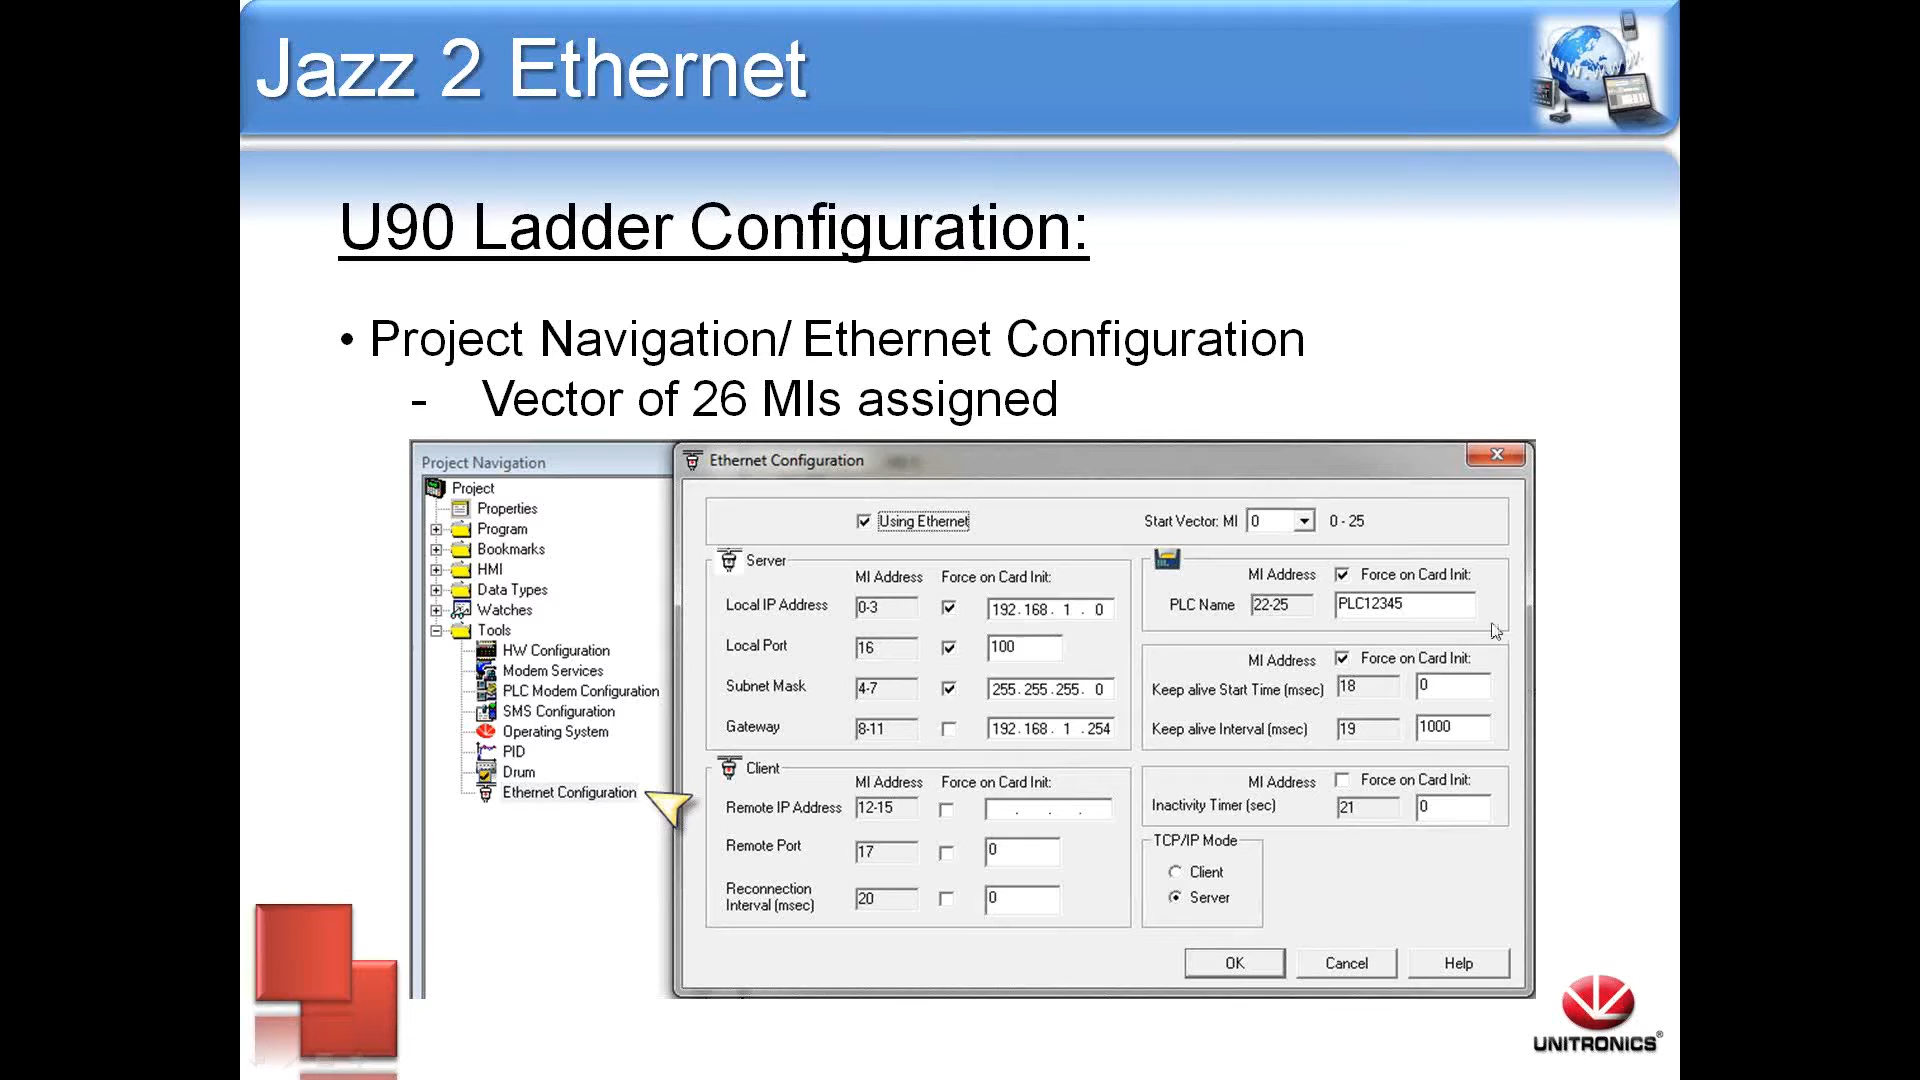 Jazz 2 Ethernet
www
U90 Ladder Configuration:
• Project Navigation/ Ethernet Configuration
- Vector of 26 MIs assigned
Project Navigation
Project
Properties
Program
Bookmarks
HMI
Data Types
Watches
Tools
HW Configuration
Modem Services
PLC Modem Configuration
SMS Configuration
Operating System
PID
Drum
Ethernet Configuration
Ethernet Configuration
Using Ethernet
Start Vector: MI 0 0 - 25
Server
MI Address Force on Card Init:
Local IP Address 0-3 192 . 168 . 1 . 0
Local Port 16 100
Subnet Mask 4-7 255 . 255 . 255 . 0
Gateway 8-11 192 . 168 . 1 . 254
Client
MI Address Force on Card Init:
Remote IP Address 12-15 . . .
Remote Port 17 0
Reconnection
Interval (msec) 20 0
MI Address Force on Card Init:
PLC Name 22-25 PLC12345
MI Address Force on Card Init:
Keep alive Start Time (msec) 18 0
Keep alive Interval (msec) 19 1000
MI Address Force on Card Init:
Inactivity Timer (sec) 21 0
TCP/IP Mode
Client
Server
OK Cancel Help
UNITRONICS®